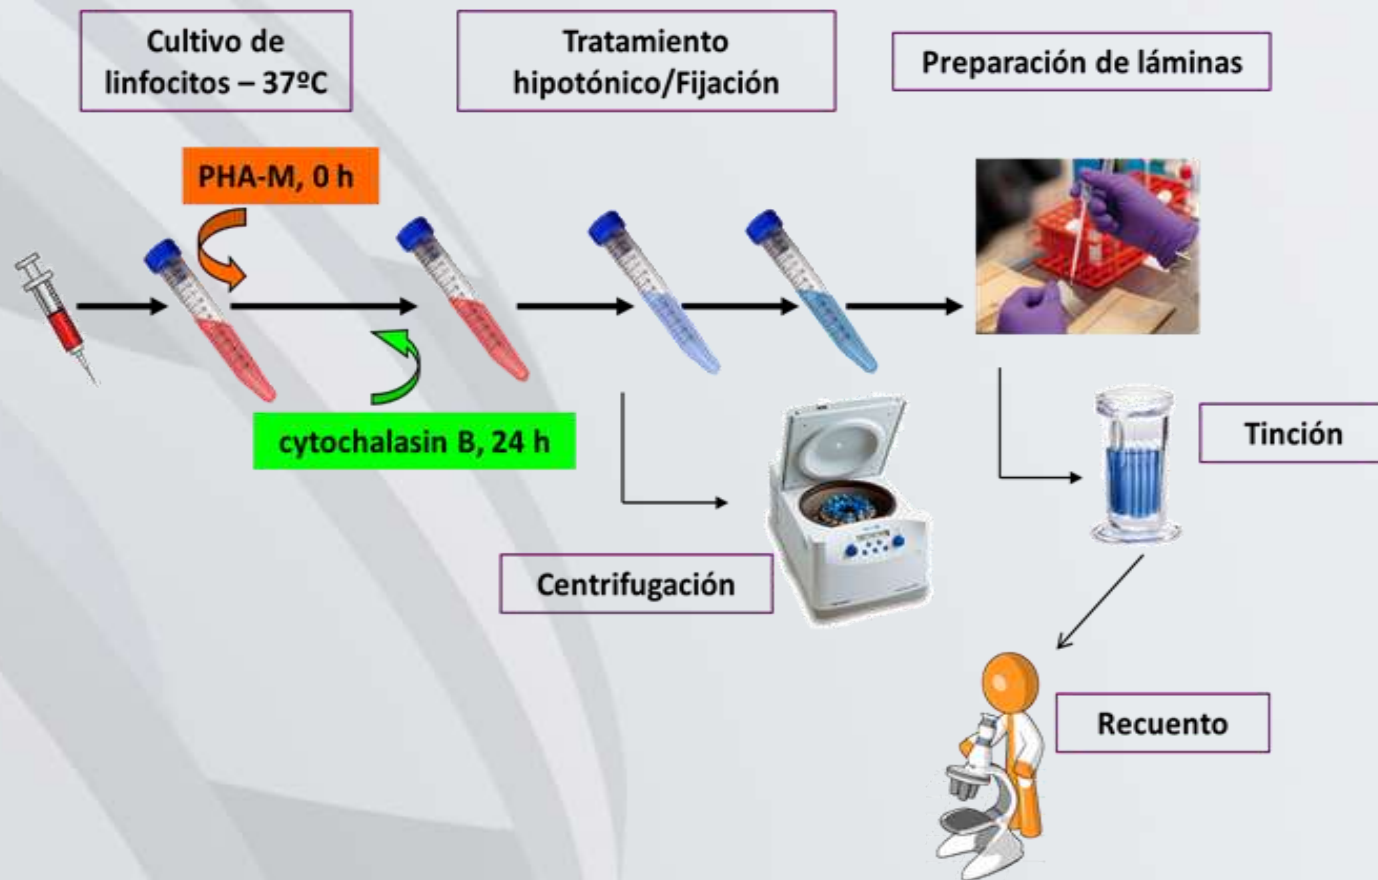 Cultivo de
linfocitos – 37ºC
Tratamiento
hipotónico/Fijación
Preparación de láminas
PHA-M, 0 h
cytochalasin B, 24 h
Centrifugación
Tinción
Recuento